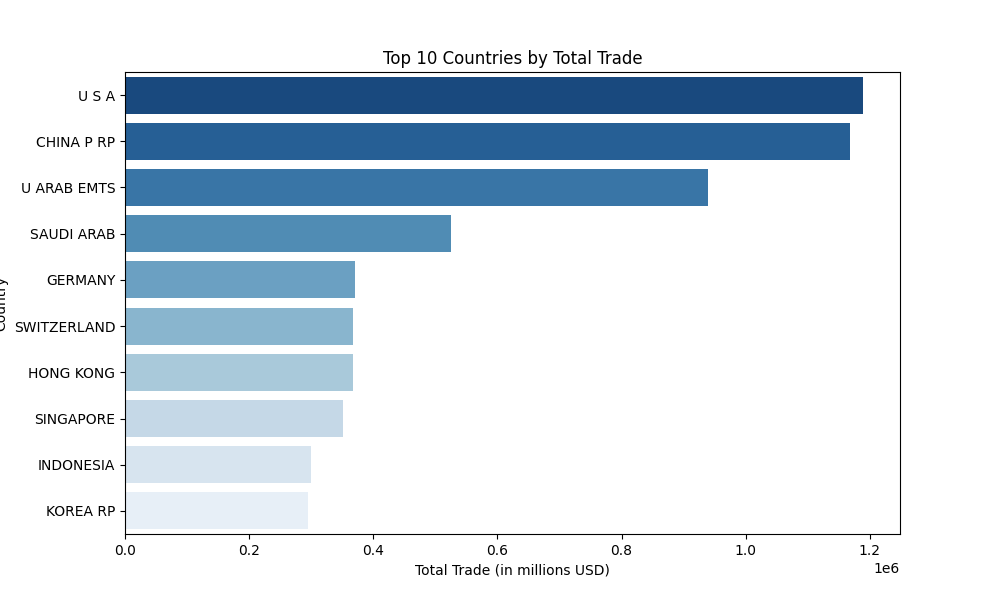 Top 10 Countries by Total Trade
U S A
CHINA P RP
U ARAB EMTS
SAUDI ARAB
GERMANY
SWITZERLAND
HONG KONG
SINGAPORE
INDONESIA
KOREA RP
Country
0.0 0.2 0.4 0.6 0.8 1.0 1.2
1e6
Total Trade (in millions USD)